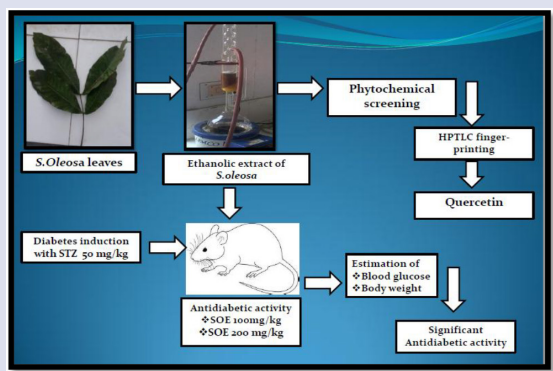 S.Oleosa leaves
Ethanolic extract of
S.oleosa
Phytochemical
screening
HPTLC finger-
printing
Quercetin
Diabetes induction
with STZ 50 mg/kg
Antidiabetic activity
❖SOE 100mg/kg
❖SOE 200 mg/kg
Estimation of
❖Blood glucose
❖Body weight
Significant
Antidiabetic activity